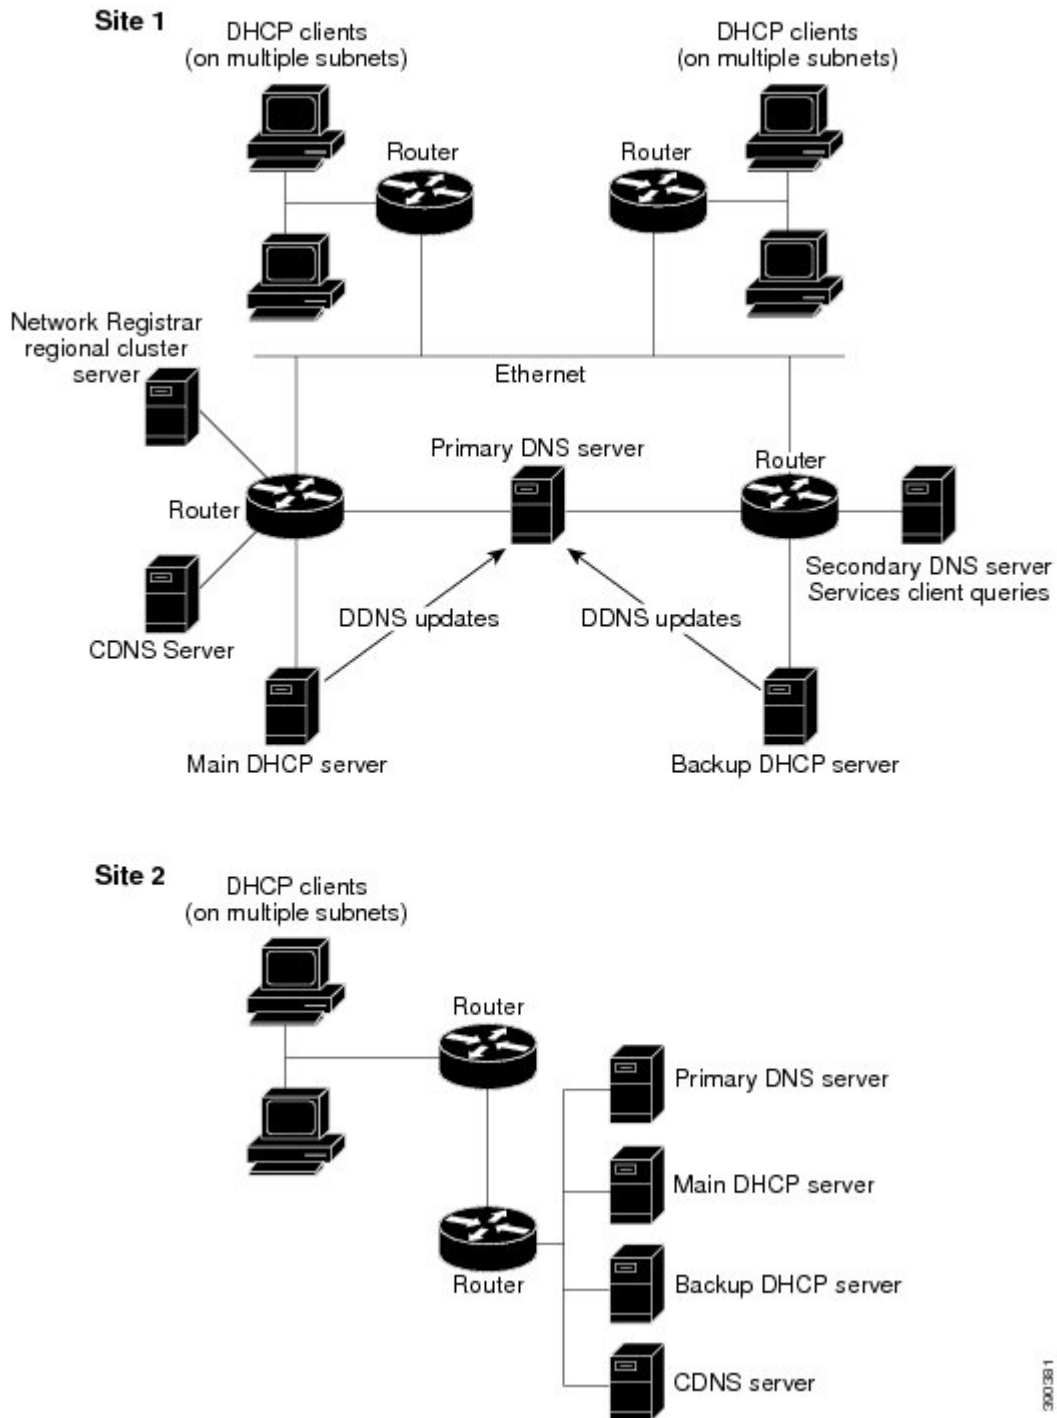 Site 1
DHCP clients
(on multiple subnets)
DHCP clients
(on multiple subnets)
Router
Router
Network Registrar
regional cluster
server
Ethernet
Primary DNS server
Router
Router
Secondary DNS server
Services client queries
DDNS updates
DDNS updates
CDNS Server
Main DHCP server
Backup DHCP server
Site 2
DHCP clients
(on multiple subnets)
Router
Primary DNS server
Main DHCP server
Router
Backup DHCP server
CDNS server
390381